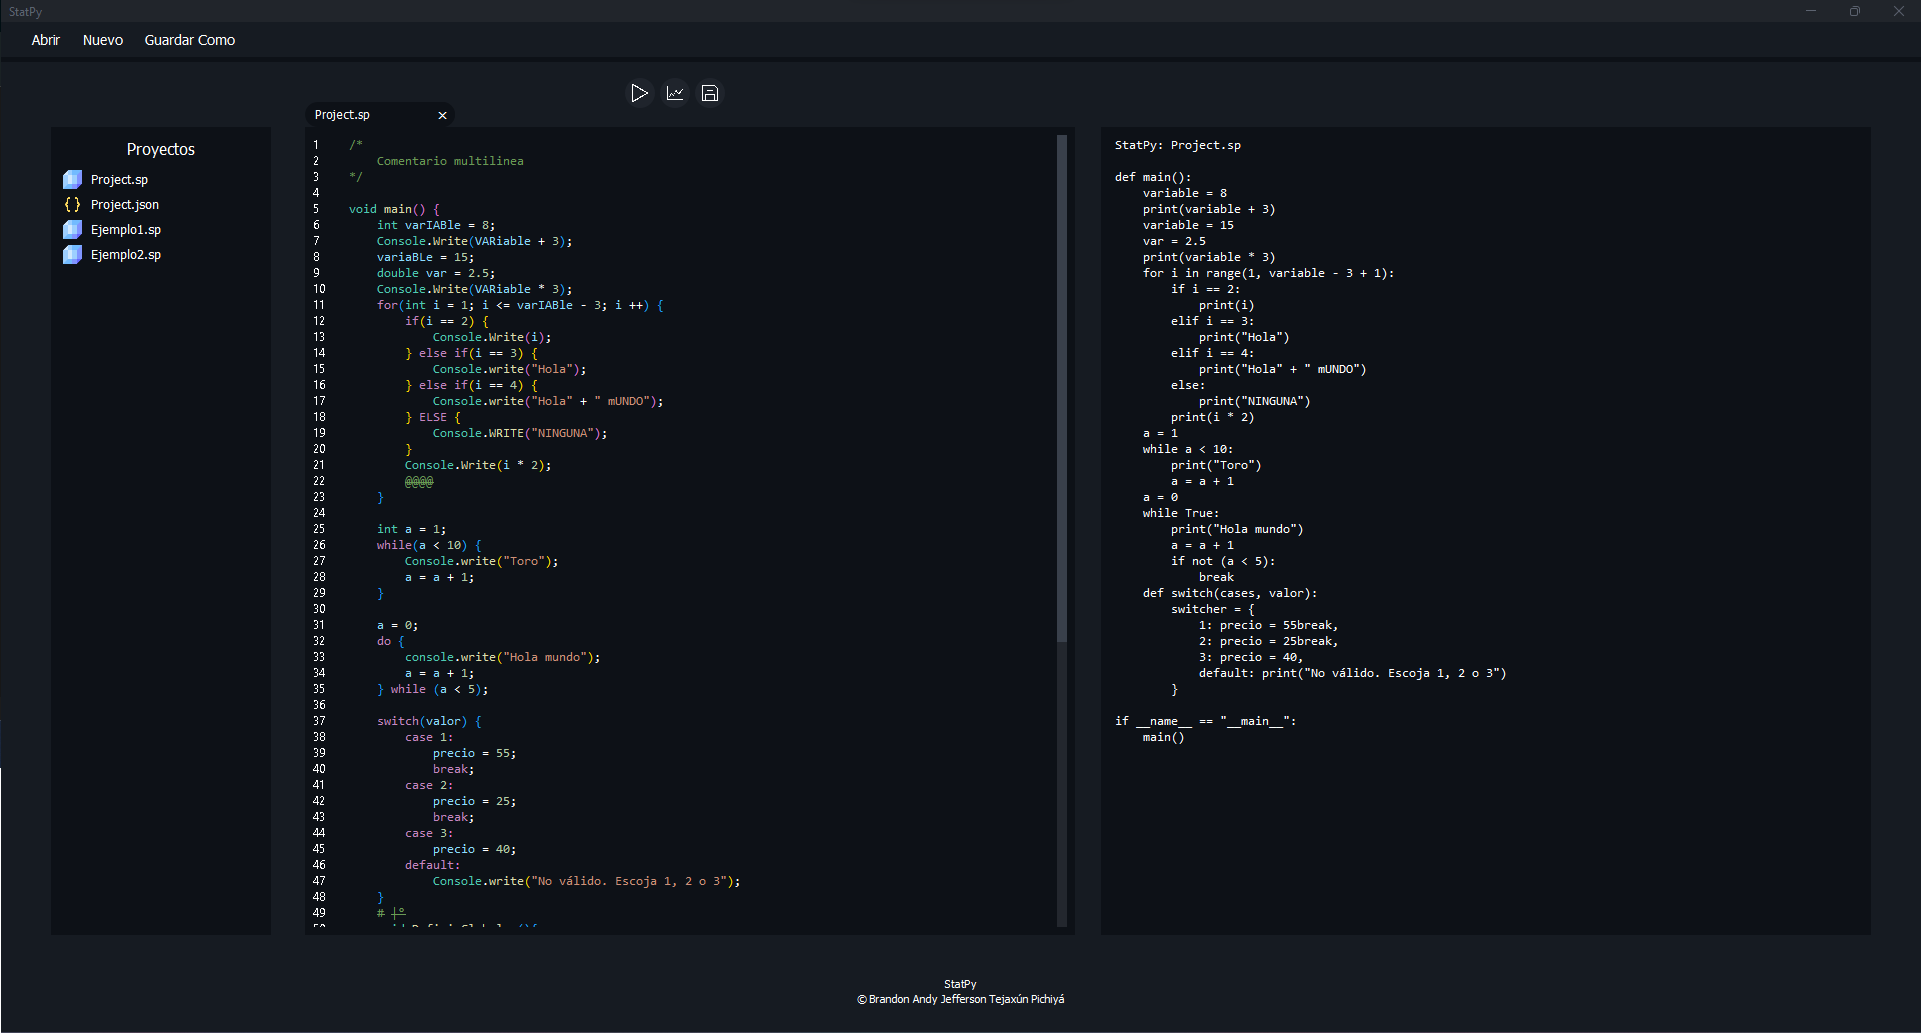 StatPy
Abrir Nuevo Guardar Como
Project.sp
Proyectos
Project.sp
Project.json
Ejemplo1.sp
Ejemplo2.sp
1 /*
2     Comentario multilinea
3 */
4
5 void main() {
6     int varIABle = 8;
7     Console.Write(VARiable + 3);
8     variaBLe = 15;
9     double var = 2.5;
10     Console.Write(VARiable * 3);
11     for(int i = 1; i <= varIABle - 3; i ++) {
12         if(i == 2) {
13             Console.Write(i);
14         } else if(i == 3) {
15             Console.write("Hola");
16         } else if(i == 4) {
17             Console.write("Hola" + " mUNDO");
18         } ELSE {
19             Console.WRITE("NINGUNA");
20         }
21         Console.Write(i * 2);
22         @@@@
23     }
24
25     int a = 1;
26     while(a < 10) {
27         Console.write("Toro");
28         a = a + 1;
29     }
30
31     a = 0;
32     do {
33         console.write("Hola mundo");
34         a = a + 1;
35     } while (a < 5);
36
37     switch(valor) {
38         case 1:
39             precio = 55;
40             break;
41         case 2:
42             precio = 25;
43             break;
44         case 3:
45             precio = 40;
46         default:
47             Console.write("No válido. Escoja 1, 2 o 3");
48     }
49     #
StatPy: Project.sp

def main():
    variable = 8
    print(variable + 3)
    variable = 15
    var = 2.5
    print(variable * 3)
    for i in range(1, variable - 3 + 1):
        if i == 2:
            print(i)
        elif i == 3:
            print("Hola")
        elif i == 4:
            print("Hola" + " mUNDO")
        else:
            print("NINGUNA")
        print(i * 2)
    a = 1
    while a < 10:
        print("Toro")
        a = a + 1
    a = 0
    while True:
        print("Hola mundo")
        a = a + 1
        if not (a < 5):
            break
    def switch(cases, valor):
        switcher = {
            1: precio = 55break,
            2: precio = 25break,
            3: precio = 40,
            default: print("No válido. Escoja 1, 2 o 3")
        }

if __name__ == "__main__":
    main()
StatPy
© Brandon Andy Jefferson Tejaxún Pichiyá